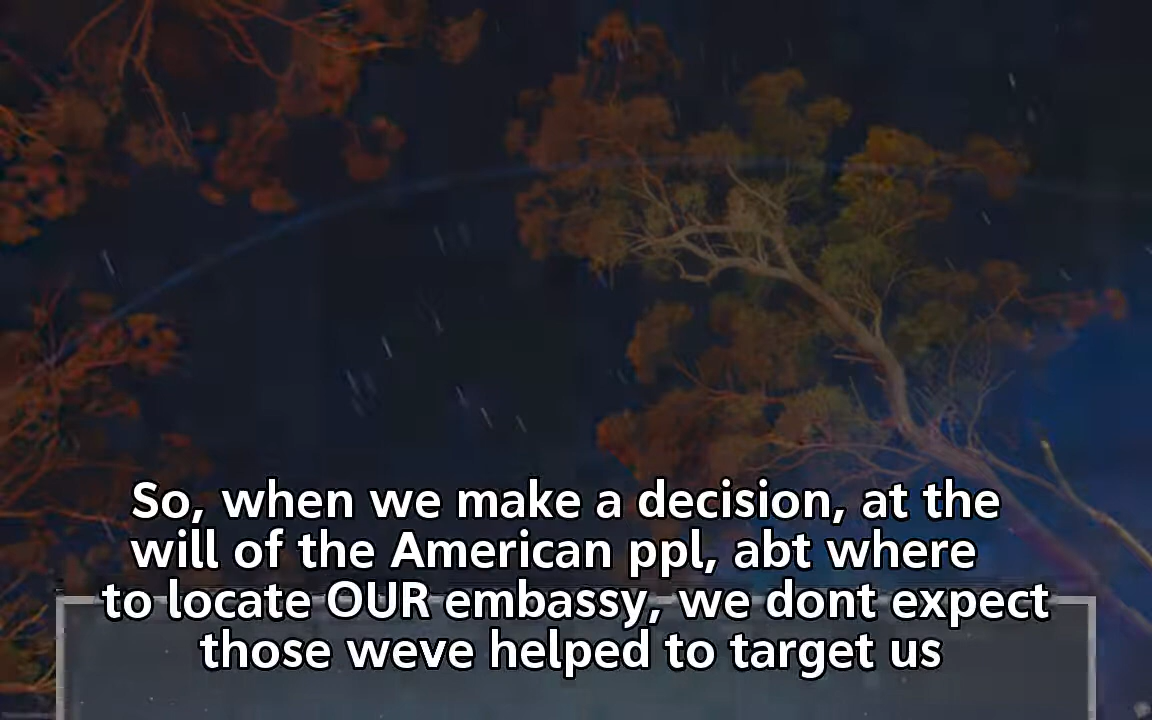 So, when we make a decision, at the
will of the American ppl, abt where
to locate OUR embassy, we dont expect
those weve helped to target us